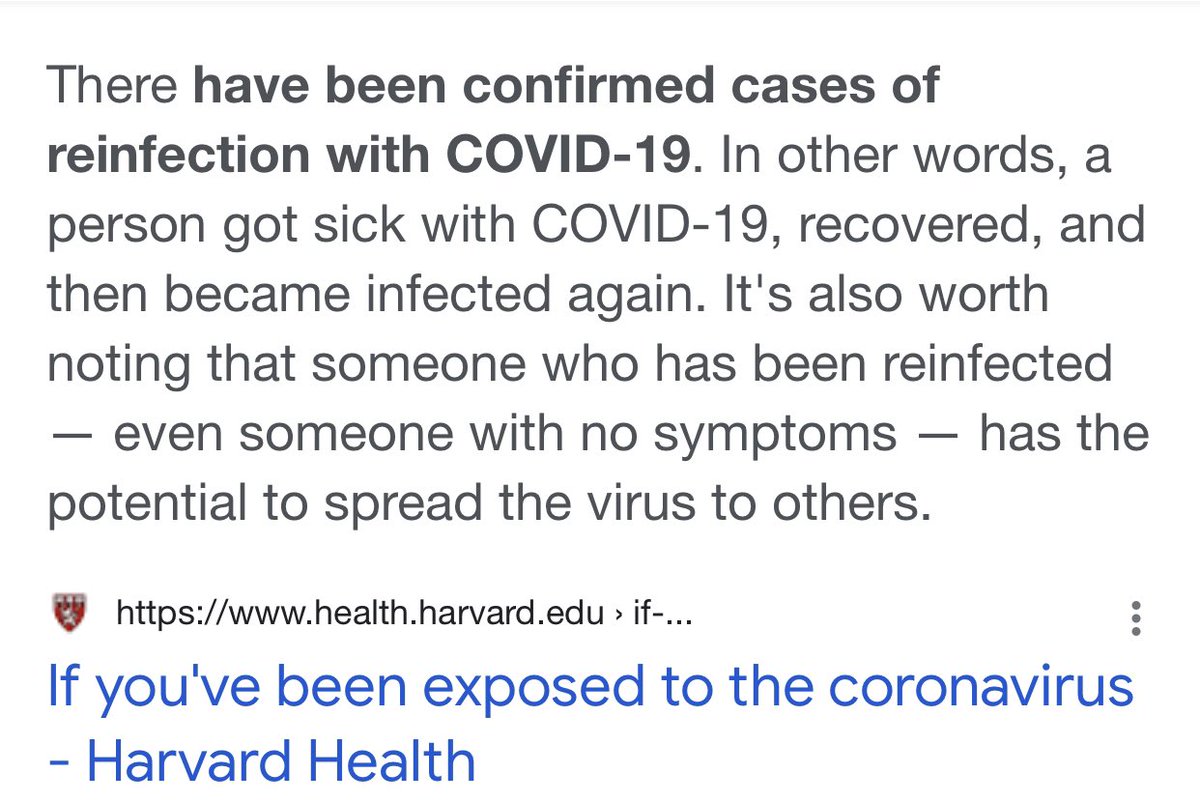 There have been confirmed cases of
reinfection with COVID-19. In other words, a
person got sick with COVID-19, recovered, and
then became infected again. It's also worth
noting that someone who has been reinfected
— even someone with no symptoms — has the
potential to spread the virus to others.
https://www.health.harvard.edu › if-...
If you've been exposed to the coronavirus
- Harvard Health